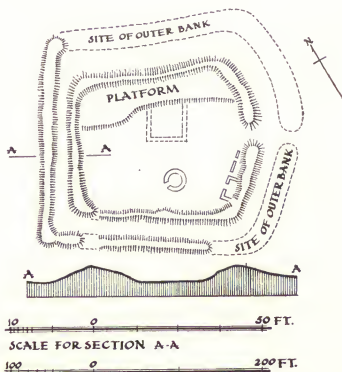 SITE OF OUTER BANK
N
PLATFORM
A A
SITE OF OUTER BANK
A A
10 0 50 FT.
SCALE FOR SECTION A-A
100 0 200 FT.